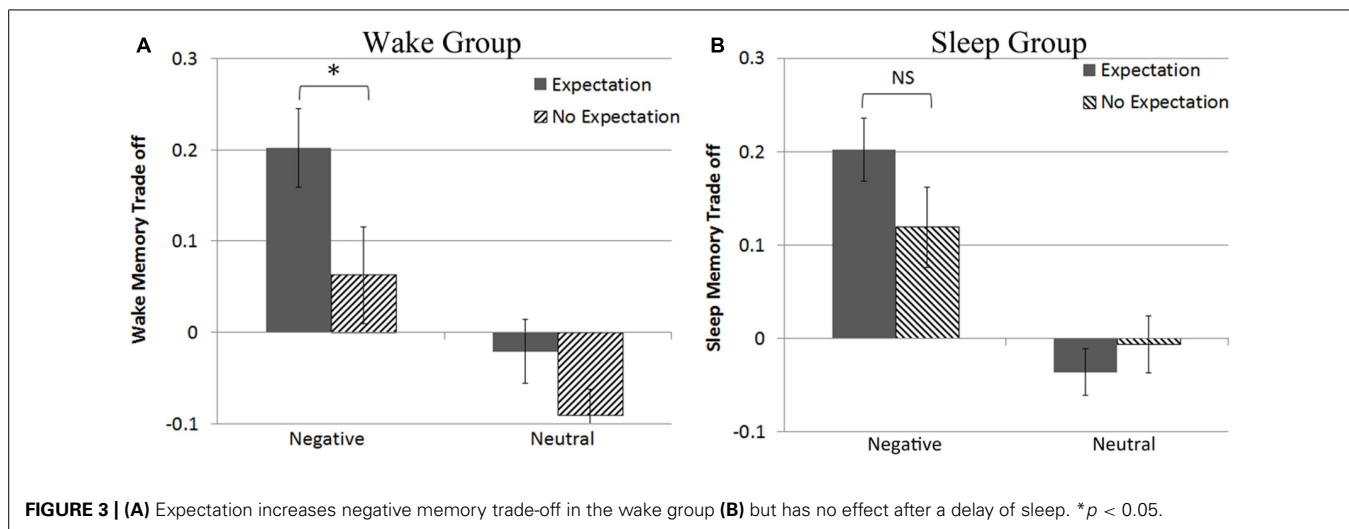 A
Wake Group
0.3
*
Expectation
No Expectation
0.2
0.1
0
-0.1
Wake Memory Trade off
Negative
Neutral
B
Sleep Group
0.3
NS
Expectation
No Expectation
0.2
0.1
0
-0.1
Sleep Memory Trade off
Negative
Neutral
FIGURE 3 | (A) Expectation increases negative memory trade-off in the wake group (B) but has no effect after a delay of sleep. *p < 0.05.